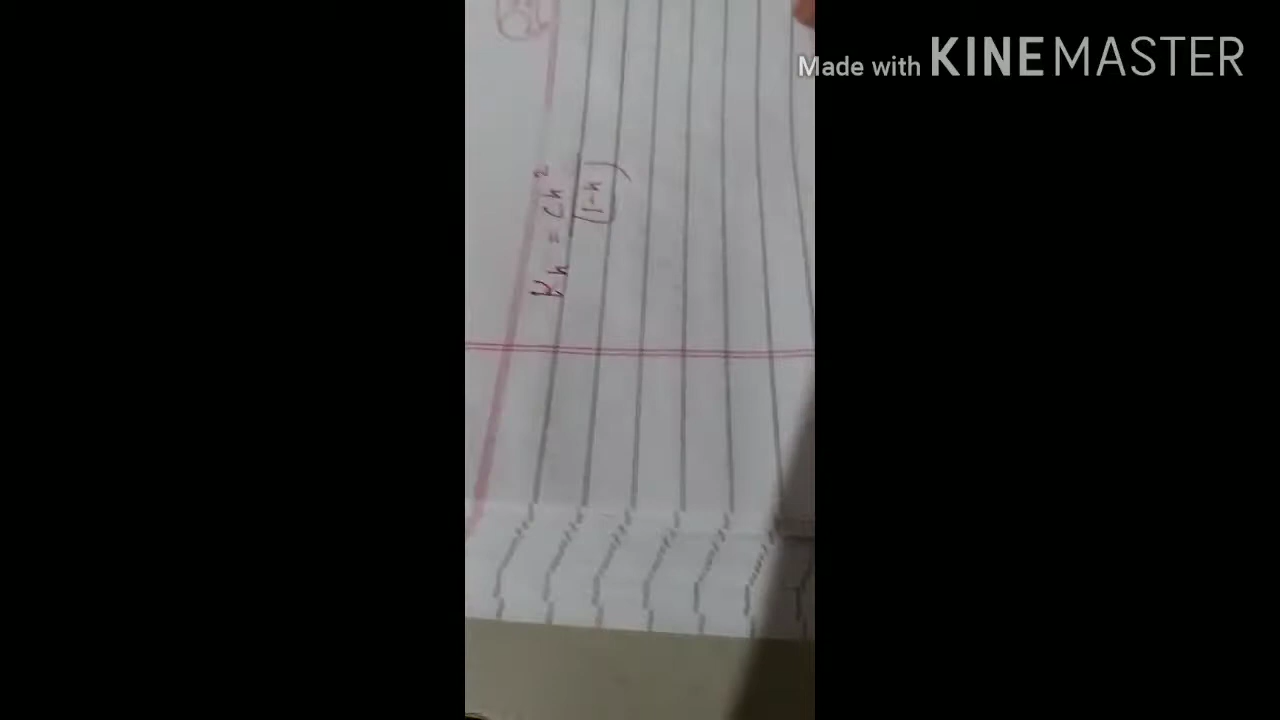 Made with KINEMASTER
Kh = Ch²
(1-h)